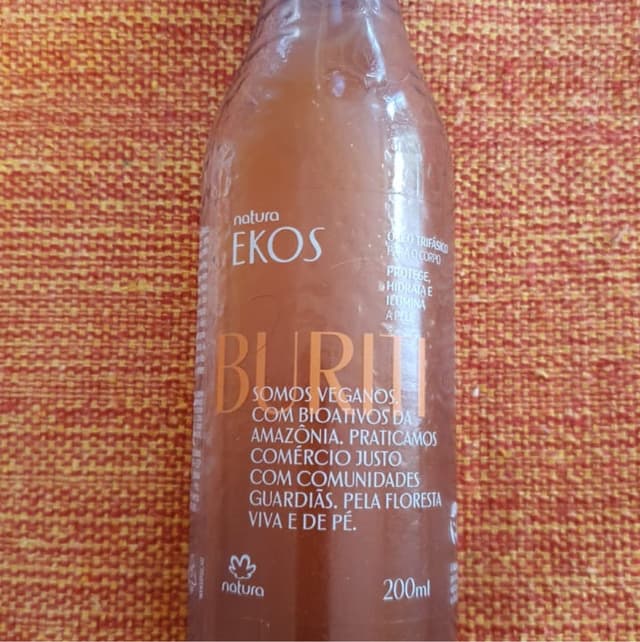 natura
EKOS
ÓLEO TRIFÁSICO
PARA O CORPO
PROTEGE,
HIDRATA E
ILUMINA
A PELE
BURITI
SOMOS VEGANOS.
COM BIOATIVOS DA
AMAZÔNIA. PRATICAMOS
COMÉRCIO JUSTO
COM COMUNIDADES
GUARDIÃS. PELA FLORESTA
VIVA E DE PÉ.
natura
200ml